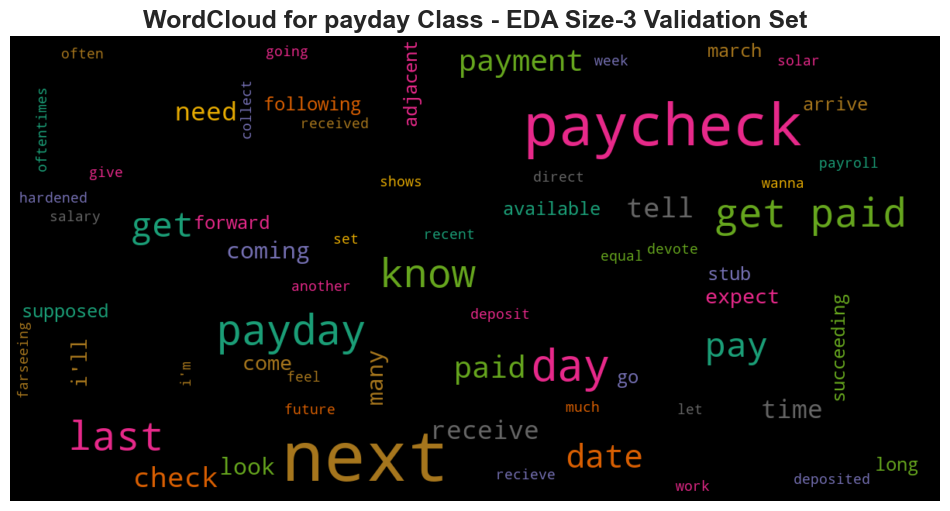 WordCloud for payday Class - EDA Size-3 Validation Set
often
going
payment
week
march
solar
adjacent
need
following
collect
received
oftentimes
paycheck
arrive
give
shows
direct
payroll
wanna
hardened
salary
get
forward
available
tell
get paid
coming
set
recent
know
equal
devote
stub
another
expect
supposed
payday
deposit
succeeding
farseeing
i'll
i'm
come
feel
many
paid
day
go
pay
future
much
let
time
last
receive
next
check
look
recieve
date
work
deposited
long